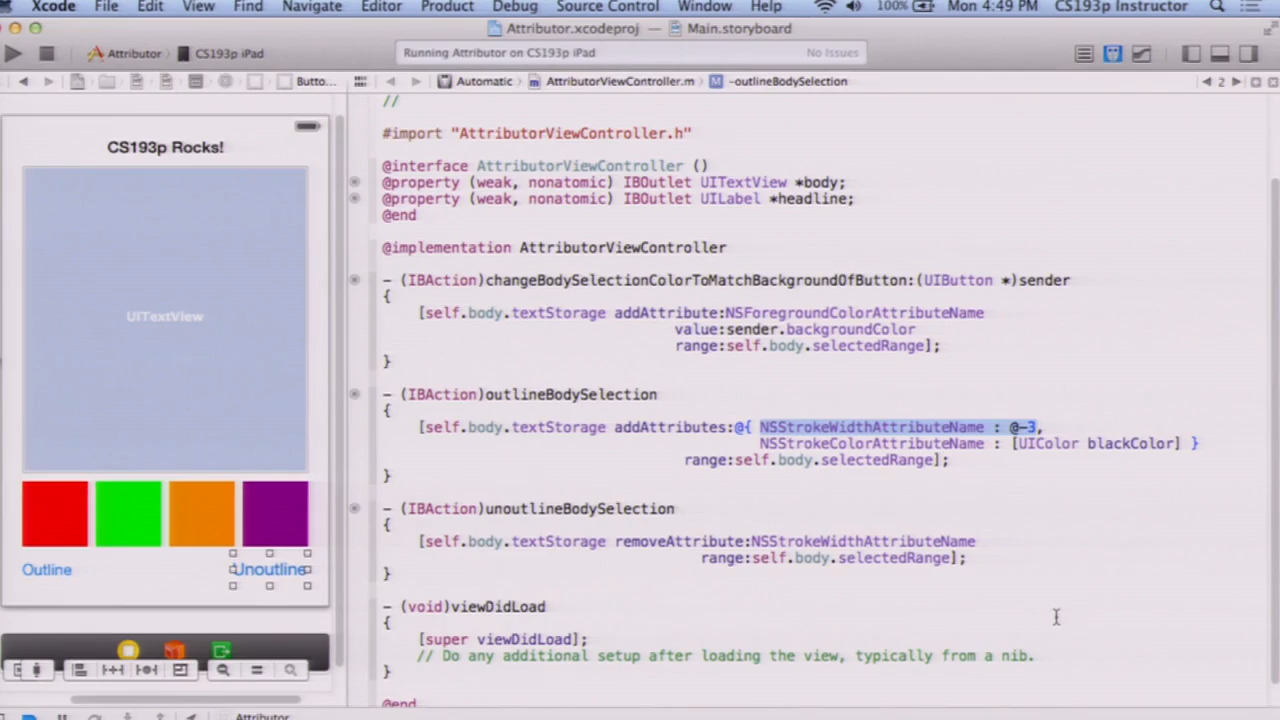 Xcode File Edit View Find Navigate Editor Product Debug Source Control Window Help 100% Mon 4:49 PM CS193p Instructor
Attributor.xcodeproj — Main.storyboard
Attributor CS193p iPad Running Attributor on CS193p iPad No Issues
Butto... Automatic AttributorViewController.m M -outlineBodySelection 2
//
#import "AttributorViewController.h"
@interface AttributorViewController ()
@property (weak, nonatomic) IBOutlet UITextView *body;
@property (weak, nonatomic) IBOutlet UILabel *headline;
@end
@implementation AttributorViewController
- (IBAction)changeBodySelectionColorToMatchBackgroundOfButton:(UIButton *)sender
{
[self.body.textStorage addAttribute:NSForegroundColorAttributeName
value:sender.backgroundColor
range:self.body.selectedRange];
}
- (IBAction)outlineBodySelection
{
[self.body.textStorage addAttributes:@{ NSStrokeWidthAttributeName : @-3,
NSStrokeColorAttributeName : [UIColor blackColor] }
range:self.body.selectedRange];
}
- (IBAction)unoutlineBodySelection
{
[self.body.textStorage removeAttribute:NSStrokeWidthAttributeName
range:self.body.selectedRange];
}
- (void)viewDidLoad
{
[super viewDidLoad];
// Do any additional setup after loading the view, typically from a nib.
}
@end
CS193p Rocks!
UITextView
Outline Unoutline
Attributor